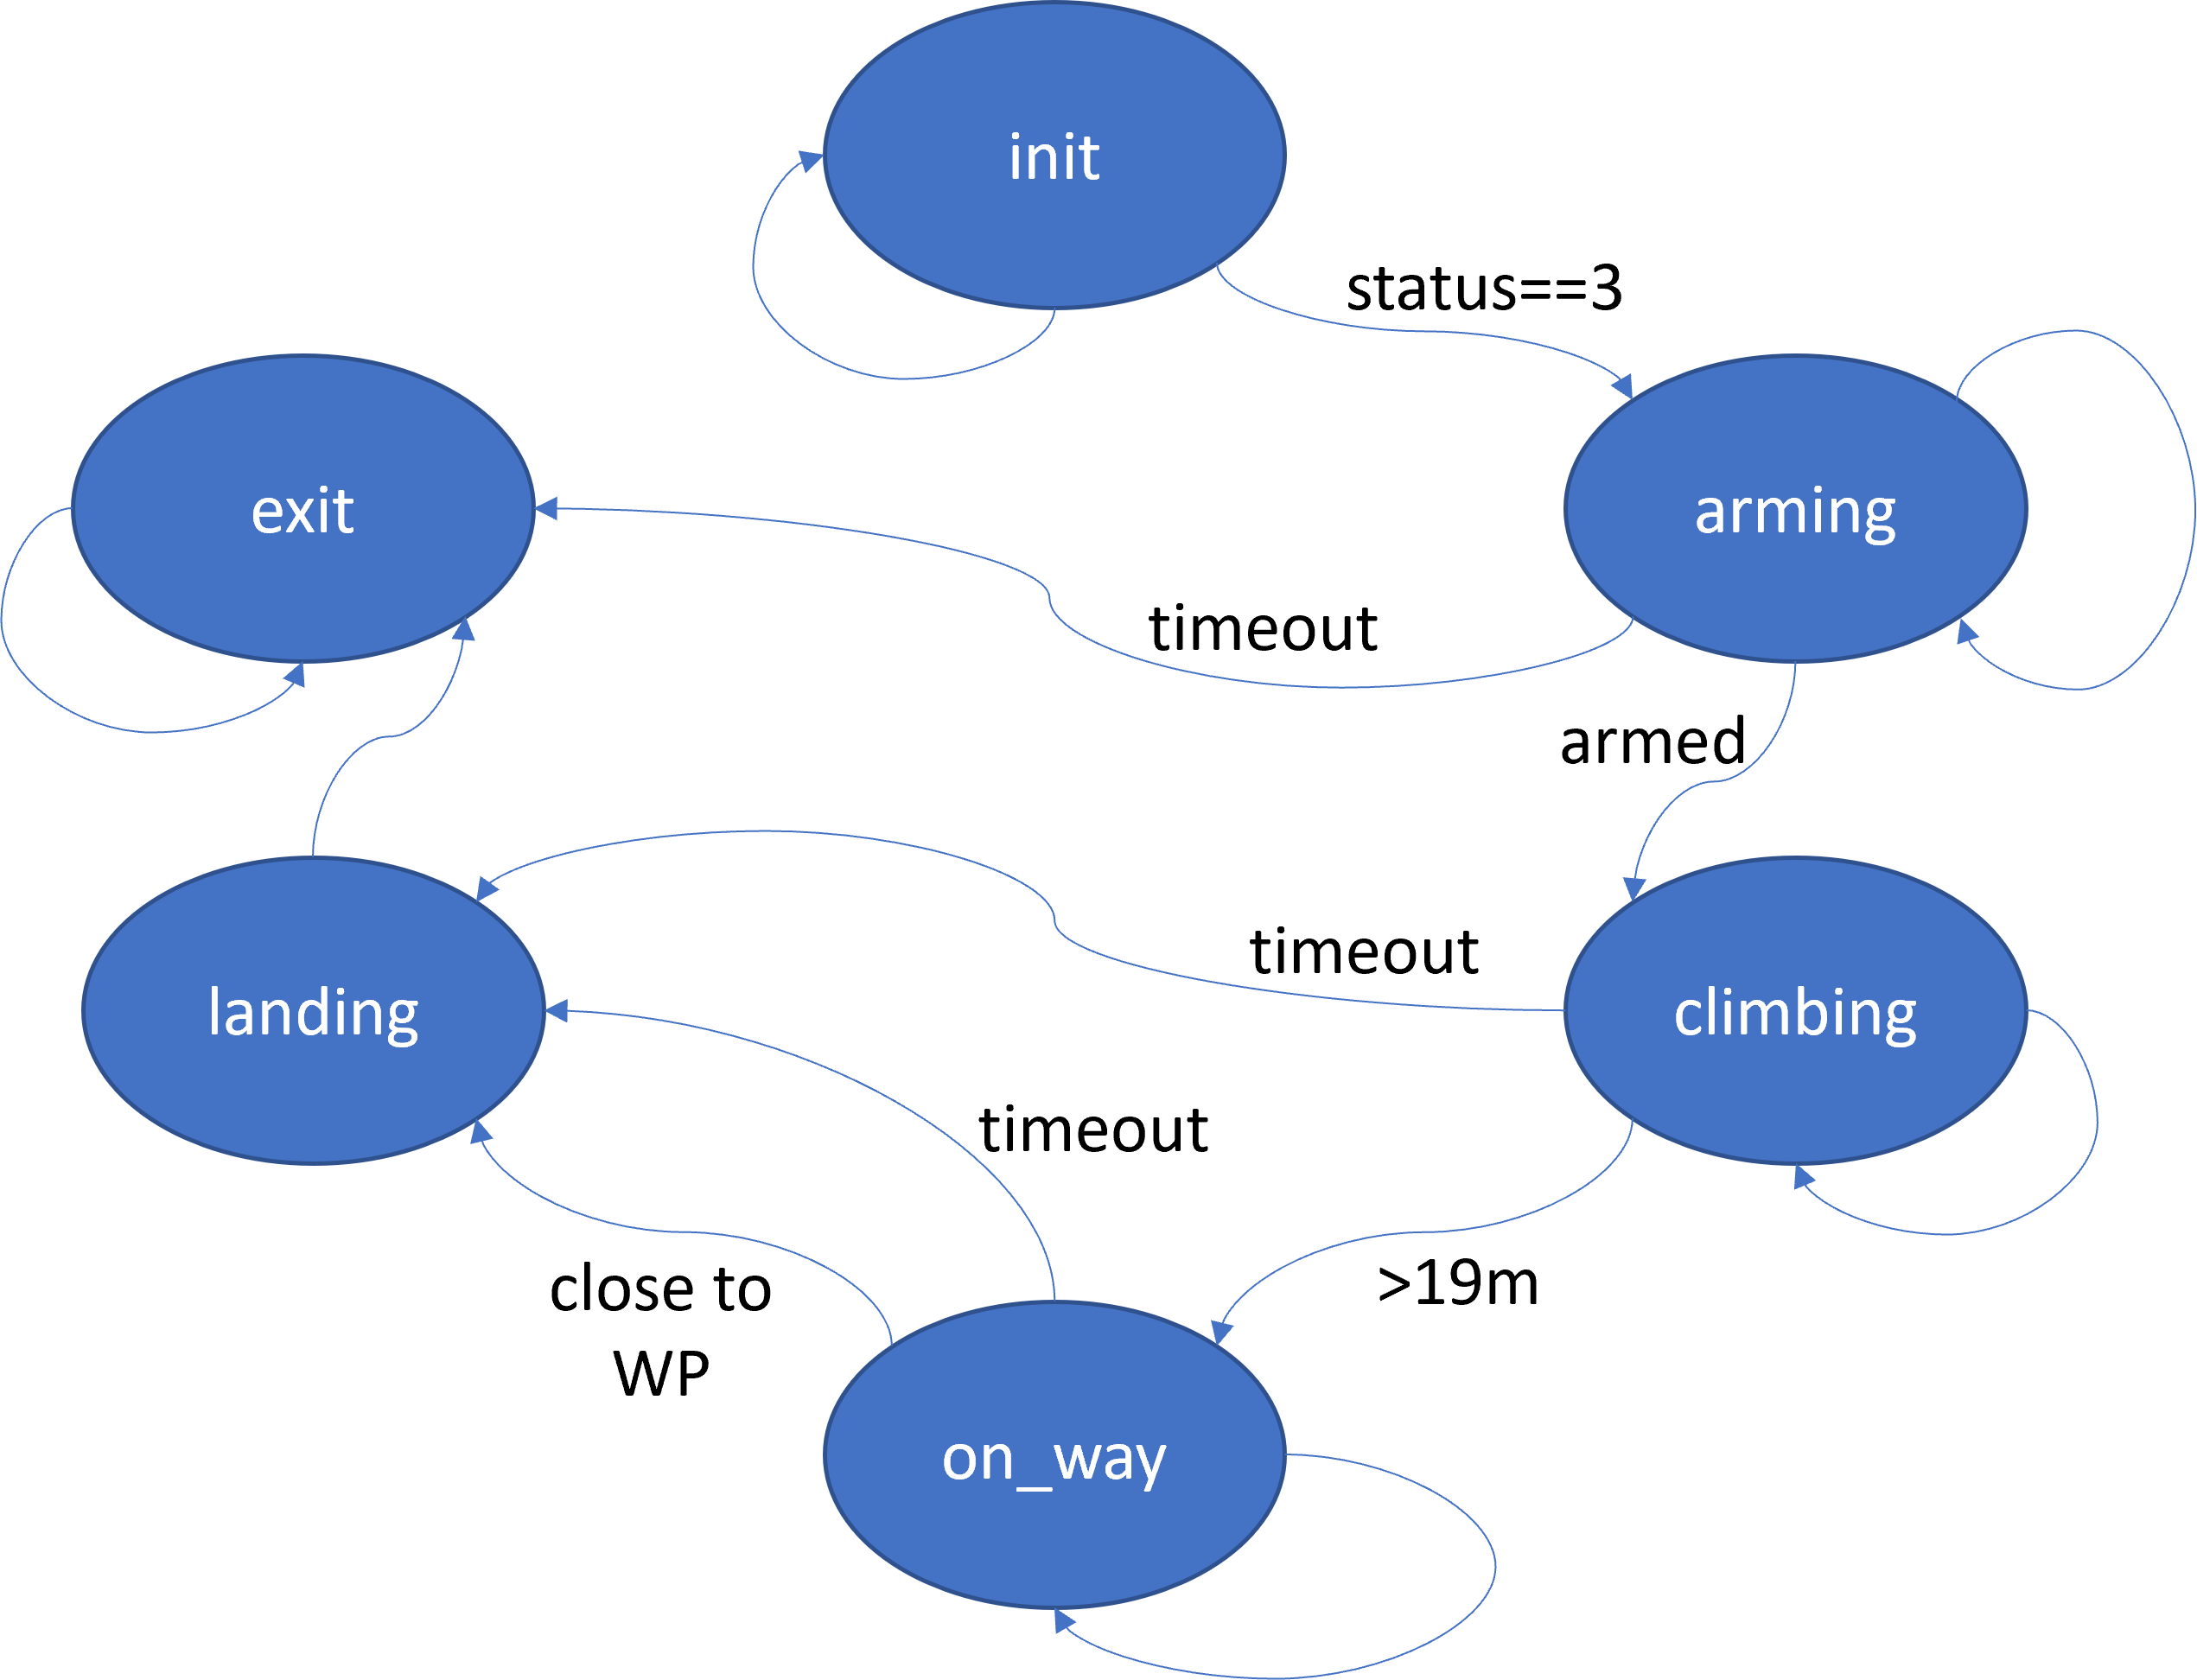 init
status==3
exit
arming
timeout
armed
timeout
landing
climbing
timeout
close to
WP
>19m
on_way